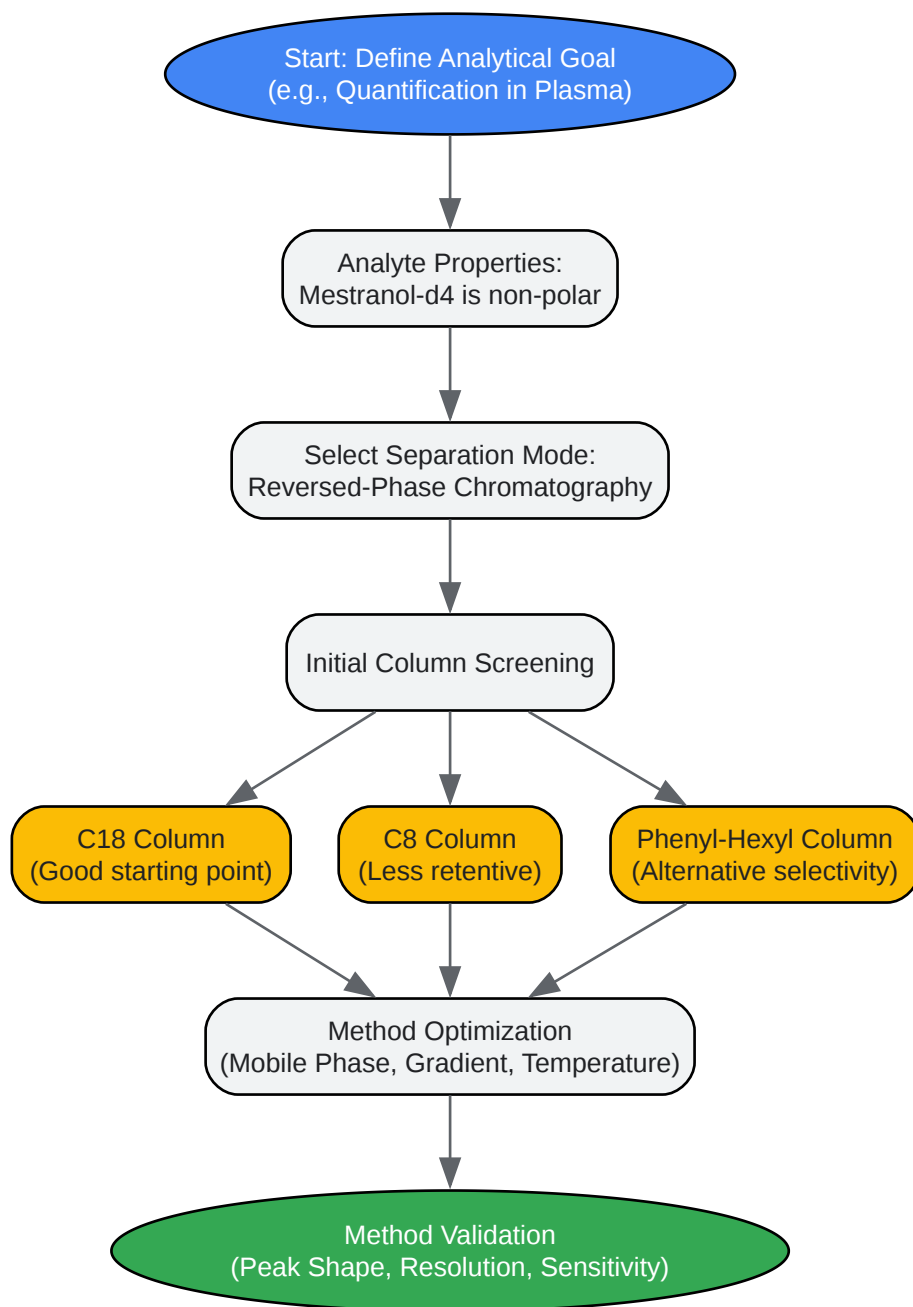 Start: Define Analytical Goal
(e.g., Quantification in Plasma)
Analyte Properties:
Mestranol-d4 is non-polar
Select Separation Mode:
Reversed-Phase Chromatography
Initial Column Screening
C18 Column
(Good starting point)
C8 Column
(Less retentive)
Phenyl-Hexyl Column
(Alternative selectivity)
Method Optimization
(Mobile Phase, Gradient, Temperature)
Method Validation
(Peak Shape, Resolution, Sensitivity)